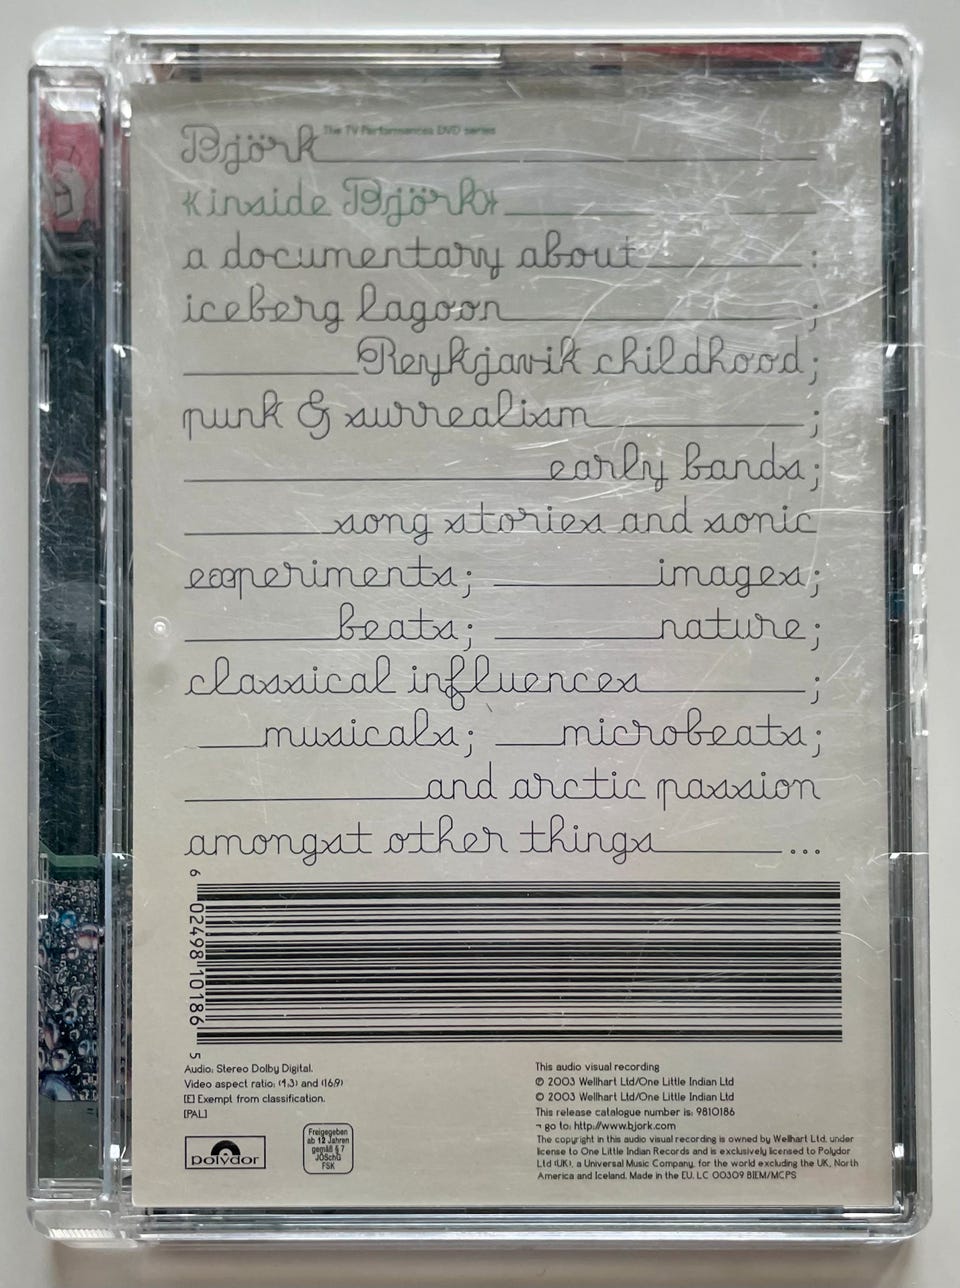 Björk The TV Performances DVD series
«inside Björk»
a documentary about :
iceberg lagoon ;
Reykjavik childhood;
punk & surrealism ;
early bands;
song stories and sonic
experiments; images;
beats; nature;
classical influences ;
musicals; microbeats;
and arctic passion
amongst other things ...
6 02498 10186 5
Audio: Stereo Dolby Digital.
Video aspect ratio: (4:3) and (16:9)
[E] Exempt from classification.
[PAL]
polydor
Freigegeben
ab 12 Jahren
gemäß § 7
JÖSchG
FSK
This audio visual recording
℗ 2003 Wellhart Ltd/One Little Indian Ltd
© 2003 Wellhart Ltd/One Little Indian Ltd
This release catalogue number is: 9810186
¬ go to: http://www.bjork.com
The copyright in this audio visual recording is owned by Wellhart Ltd. under
license to One Little Indian Records and is exclusively licensed to Polydor
Ltd (UK), a Universal Music Company, for the world excluding the UK, North
America and Iceland. Made in the EU. LC 00309 BIEM/MCPS